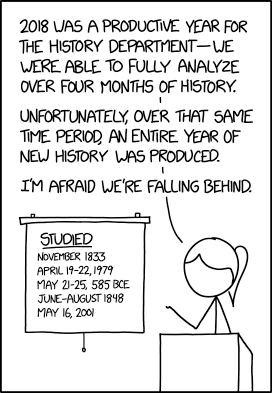 2018 WAS A PRODUCTIVE YEAR FOR
THE HISTORY DEPARTMENT—WE
WERE ABLE TO FULLY ANALYZE
OVER FOUR MONTHS OF HISTORY.
UNFORTUNATELY, OVER THAT SAME
TIME PERIOD, AN ENTIRE YEAR OF
NEW HISTORY WAS PRODUCED.
I'M AFRAID WE'RE FALLING BEHIND.
STUDIED
NOVEMBER 1833
APRIL 19-22, 1979
MAY 21-25, 585 BCE
JUNE-AUGUST 1848
MAY 16, 2001